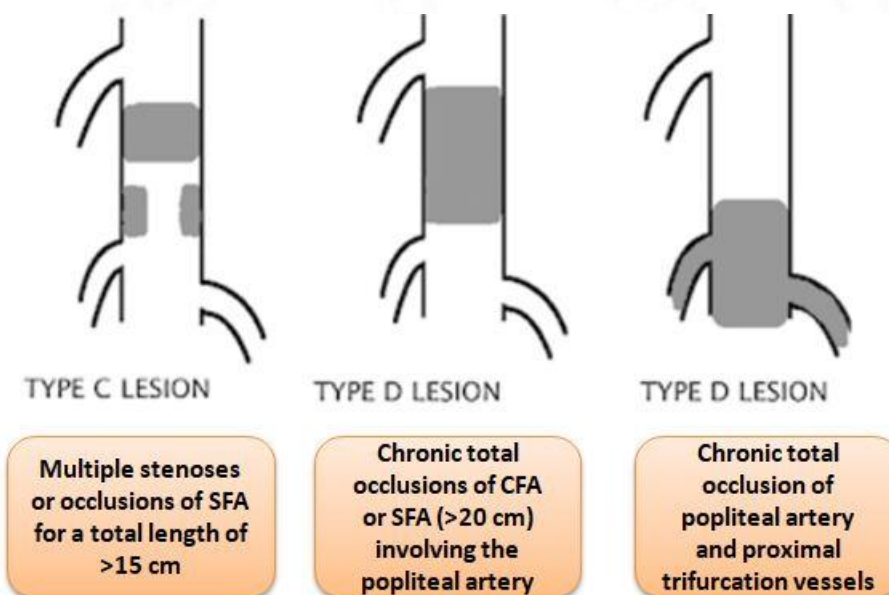 TYPE C LESION
TYPE D LESION
TYPE D LESION
Multiple stenoses
or occlusions of SFA
for a total length of
>15 cm
Chronic total
occlusions of CFA
or SFA (>20 cm)
involving the
popliteal artery
Chronic total
occlusion of
popliteal artery
and proximal
trifurcation vessels